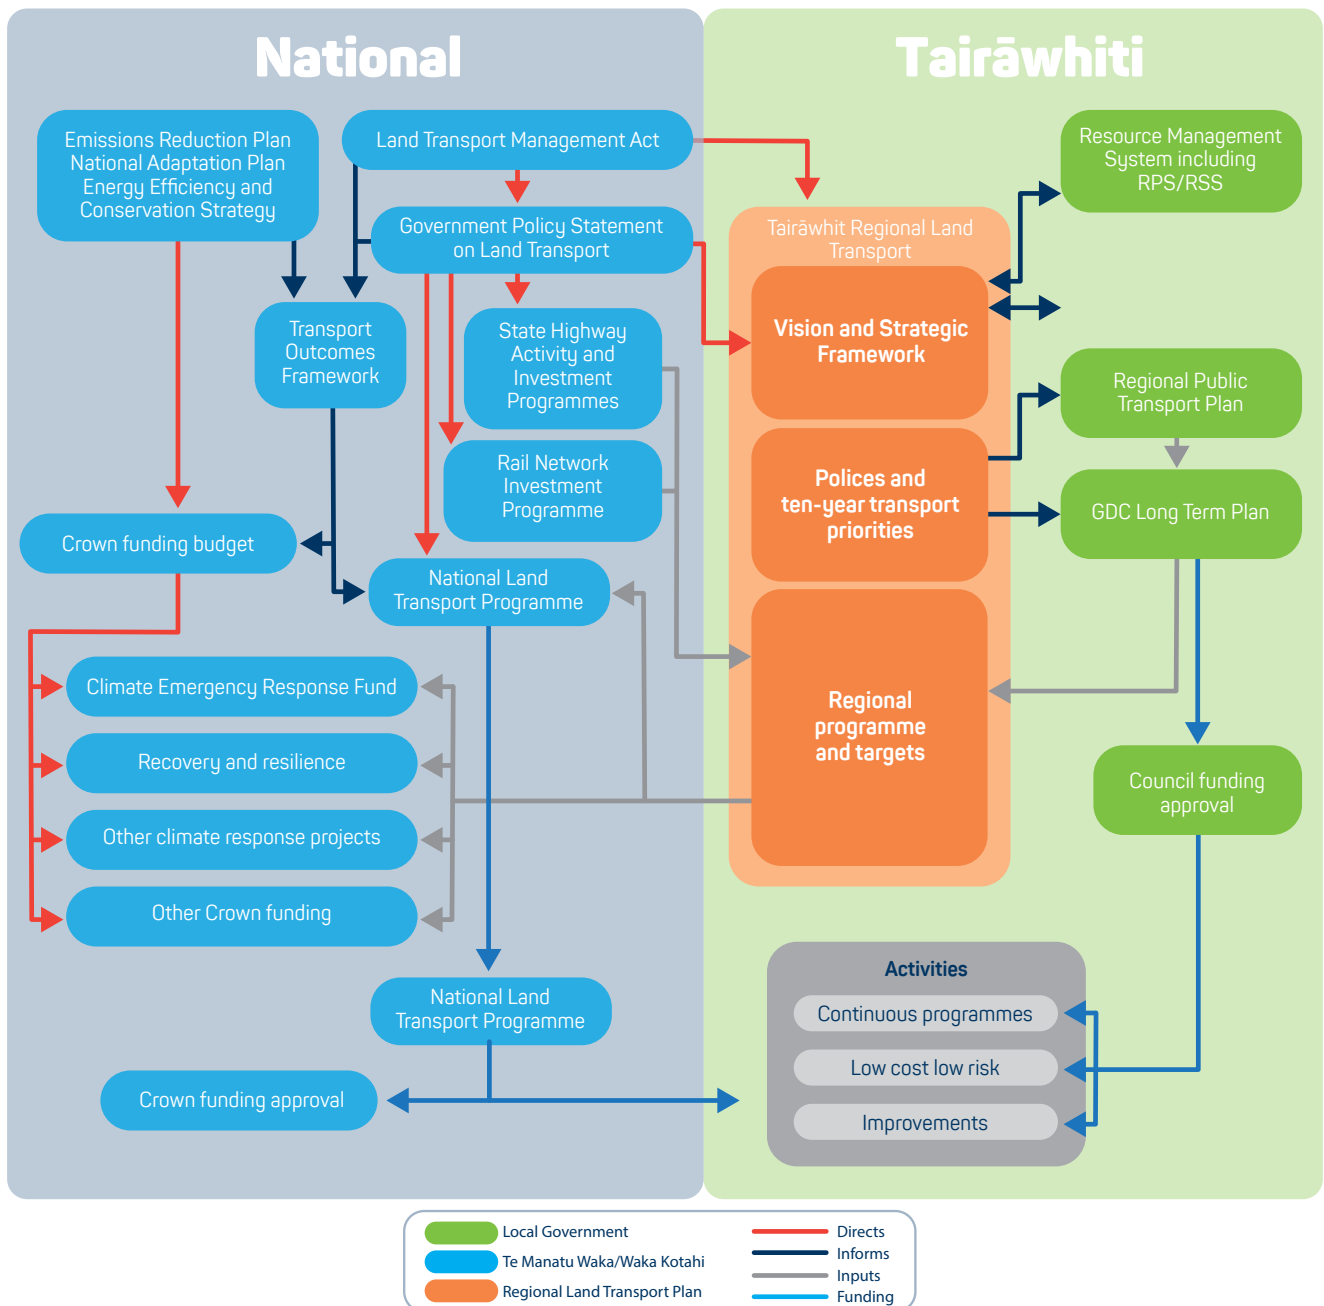 National
Tairāwhiti
Emissions Reduction Plan
National Adaptation Plan
Energy Efficiency and
Conservation Strategy
Land Transport Management Act
Resource Management
System including
RPS/RSS
Government Policy Statement
on Land Transport
Tairāwhit Regional Land
Transport
Transport
Outcomes
Framework
State Highway
Activity and
Investment
Programmes
Vision and Strategic
Framework
Regional Public
Transport Plan
Rail Network
Investment
Programme
Polices and
ten-year transport
priorities
GDC Long Term Plan
Crown funding budget
National Land
Transport Programme
Climate Emergency Response Fund
Regional
programme
and targets
Recovery and resilience
Council funding
approval
Other climate response projects
Other Crown funding
Activities
National Land
Transport Programme
Continuous programmes
Low cost low risk
Crown funding approval
Improvements
Local Government
Te Manatu Waka/Waka Kotahi
Regional Land Transport Plan
Directs
Informs
Inputs
Funding